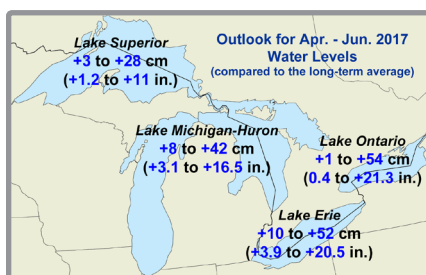 Outlook for Apr. - Jun. 2017
Water Levels
(compared to the long-term average)
Lake Superior
+3 to +28 cm
(+1.2 to +11 in.)
Lake Michigan-Huron
+8 to +42 cm
(+3.1 to +16.5 in.)
Lake Ontario
+1 to +54 cm
(0.4 to +21.3 in.)
Lake Erie
+10 to +52 cm
(+3.9 to +20.5 in.)